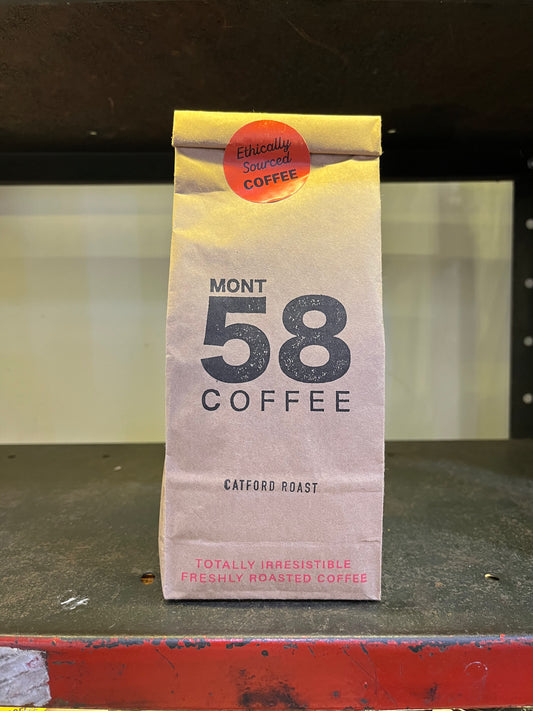 Ethically
Sourced
COFFEE
MONT
58
COFFEE
CATFORD ROAST
TOTALLY IRRESISTIBLE
FRESHLY ROASTED COFFEE